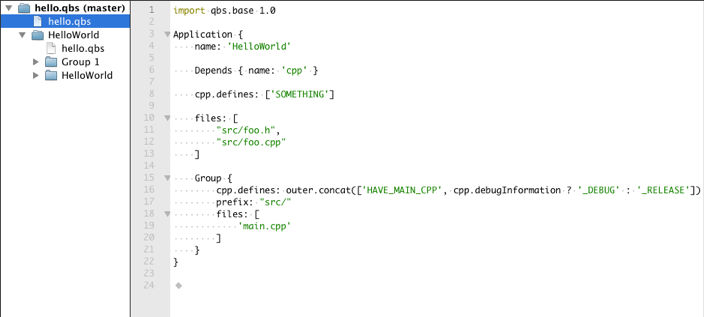 hello.qbs (master)
hello.qbs
HelloWorld
hello.qbs
Group 1
HelloWorld
1 import qbs.base 1.0
2
3 Application {
4     name: 'HelloWorld'
5
6     Depends { name: 'cpp' }
7
8     cpp.defines: ['SOMETHING']
9
10     files: [
11         "src/foo.h",
12         "src/foo.cpp"
13     ]
14
15     Group {
16         cpp.defines: outer.concat(['HAVE_MAIN_CPP', cpp.debugInformation ? '_DEBUG' : '_RELEASE'])
17         prefix: "src/"
18         files: [
19             'main.cpp'
20         ]
21     }
22 }
23
24